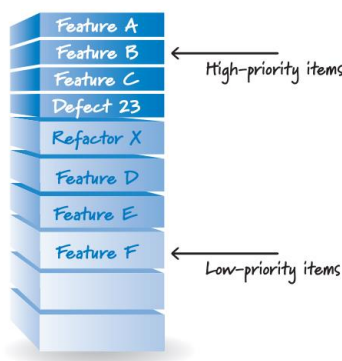 Feature A
Feature B
High-priority items
Feature C
Defect 23
Refactor X
Feature D
Feature E
Feature F
Low-priority items